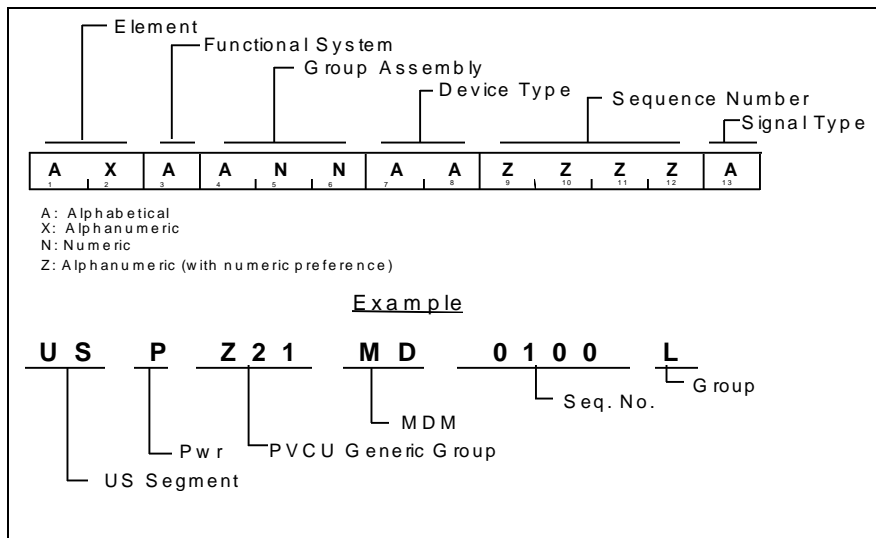 Element
Functional System
Group Assembly
Device Type
Sequence Number
Signal Type
A X A A N N A A Z Z Z Z A
1 2 3 4 5 6 7 8 9 10 11 12 13
A: Alphabetical
X: Alphanumeric
N: Numeric
Z: Alphanumeric (with numeric preference)
Example
US P Z21 MD 0100 L
Group
Seq. No.
MDM
Pwr
PVCU Generic Group
US Segment